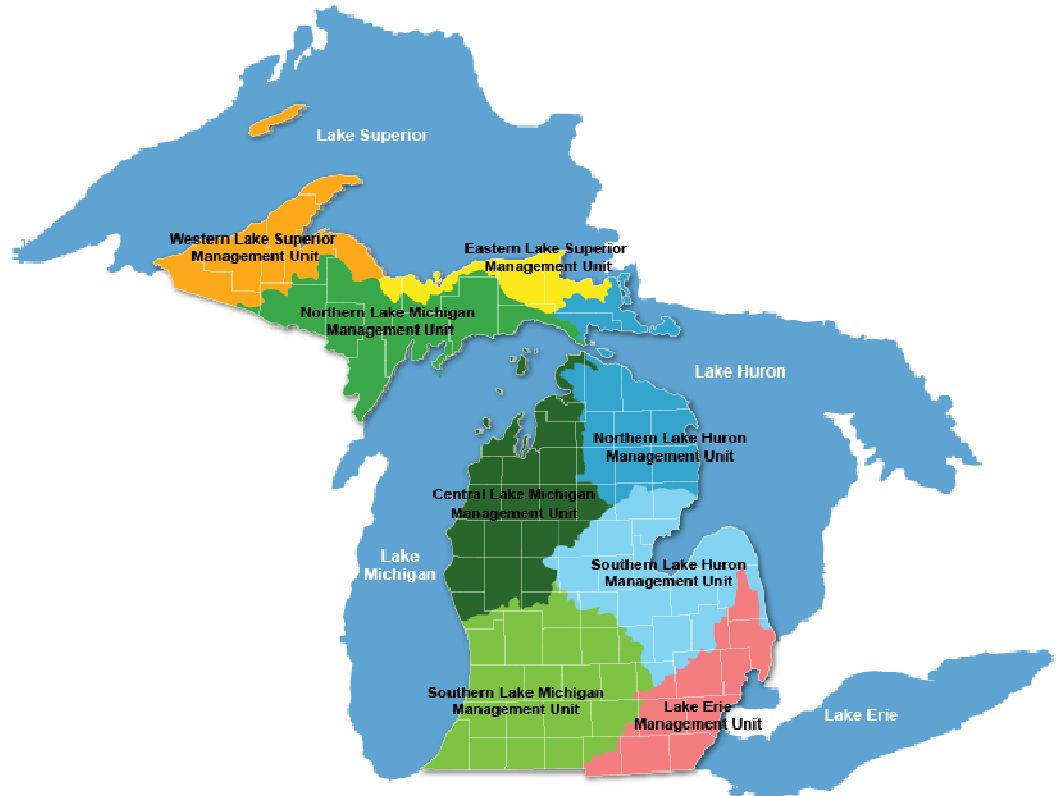 Lake Superior
Western Lake Superior
Management Unit
Eastern Lake Superior
Management Unit
Northern Lake Michigan
Management Unit
Lake Huron
Northern Lake Huron
Management Unit
Central Lake Michigan
Management Unit
Lake
Michigan
Southern Lake Huron
Management Unit
Southern Lake Michigan
Management Unit
Lake Erie
Management Unit
Lake Erie